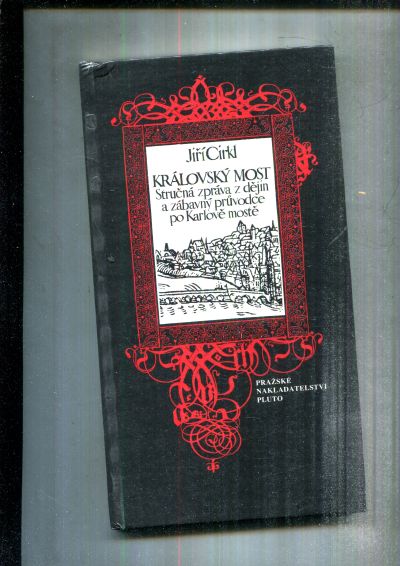 Jiří Cirkl
KRÁLOVSKÝ MOST
Stručná zpráva z dějin
a zábavný průvodce
po Karlově mostě
PRAŽSKÉ
NAKLADATELSTVÍ
PLUTO